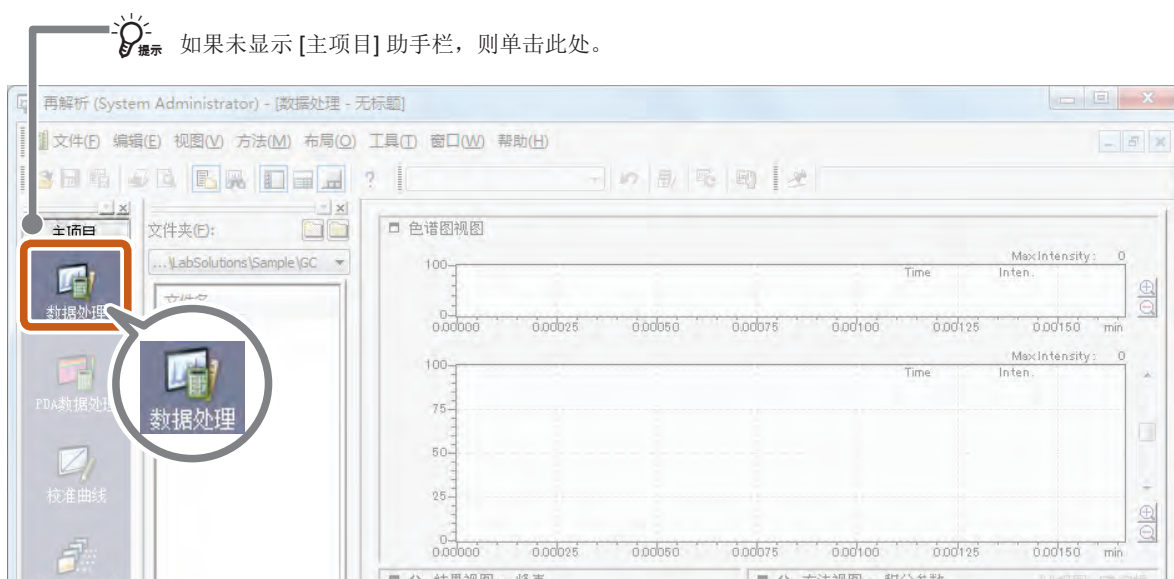 提示 如果未显示 [主项目] 助手栏，则单击此处。
再解析 (System Administrator) - [数据处理 - 无标题]
文件(F) 编辑(E) 视图(V) 方法(M) 布局(O) 工具(T) 窗口(W) 帮助(H)
主项目
文件夹(F):
...\LabSolutions\Sample\GC
文件名
数据处理
数据处理
PDA数据处理
校准曲线
色谱图视图
MaxIntensity : 0
Time Inten.
100
0
0.00000 0.00025 0.00050 0.00075 0.00100 0.00125 0.00150 min
MaxIntensity : 0
Time Inten.
100
75
50
25
0
0.00000 0.00025 0.00050 0.00075 0.00100 0.00125 0.00150 min